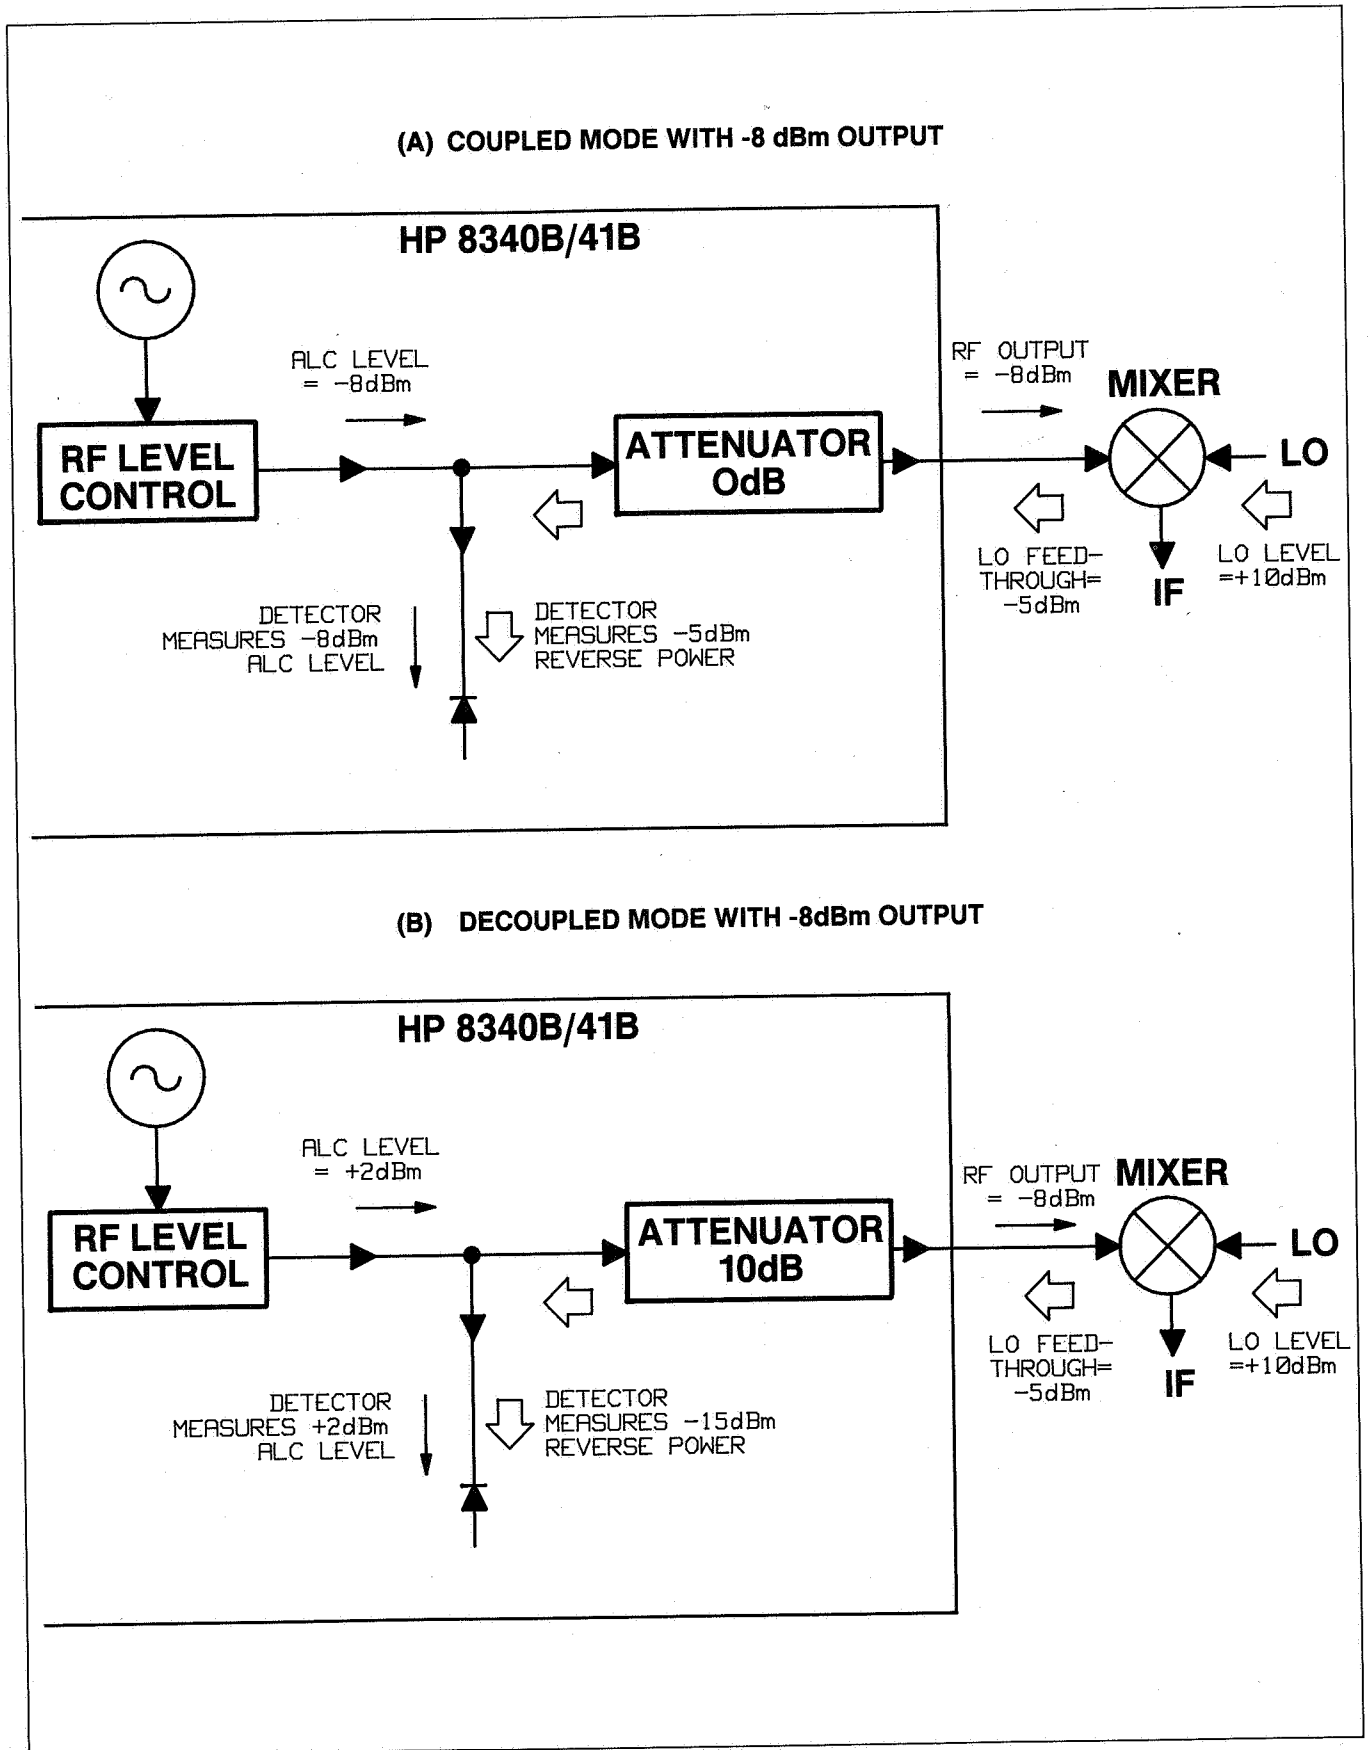 (A) COUPLED MODE WITH -8 dBm OUTPUT
HP 8340B/41B
ALC LEVEL
= -8dBm
RF OUTPUT
= -8dBm
MIXER
RF LEVEL
CONTROL
ATTENUATOR
0dB
LO
LO FEED-
THROUGH=
-5dBm
LO LEVEL
=+10dBm
IF
DETECTOR
MEASURES -8dBm
ALC LEVEL
DETECTOR
MEASURES -5dBm
REVERSE POWER
(B) DECOUPLED MODE WITH -8dBm OUTPUT
HP 8340B/41B
ALC LEVEL
= +2dBm
RF OUTPUT
= -8dBm
MIXER
RF LEVEL
CONTROL
ATTENUATOR
10dB
LO
LO FEED-
THROUGH=
-5dBm
LO LEVEL
=+10dBm
IF
DETECTOR
MEASURES +2dBm
ALC LEVEL
DETECTOR
MEASURES -15dBm
REVERSE POWER